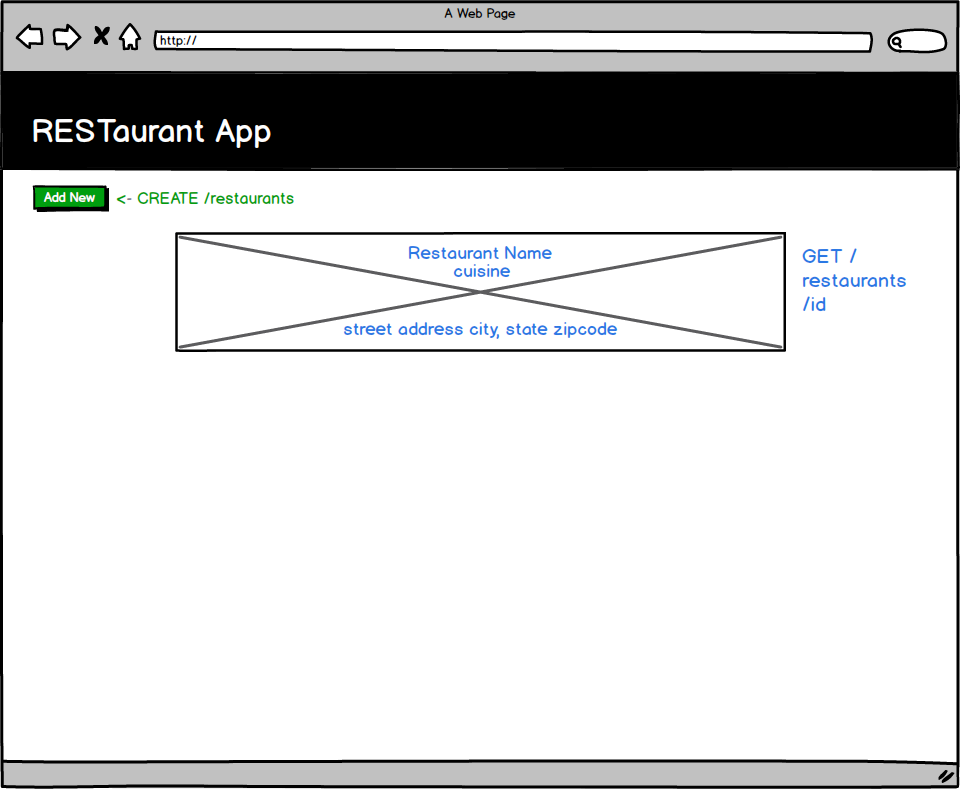 A Web Page
http://
RESTaurant App
Add New
<- CREATE /restaurants
Restaurant Name
cuisine
street address city, state zipcode
GET /
restaurants
/id